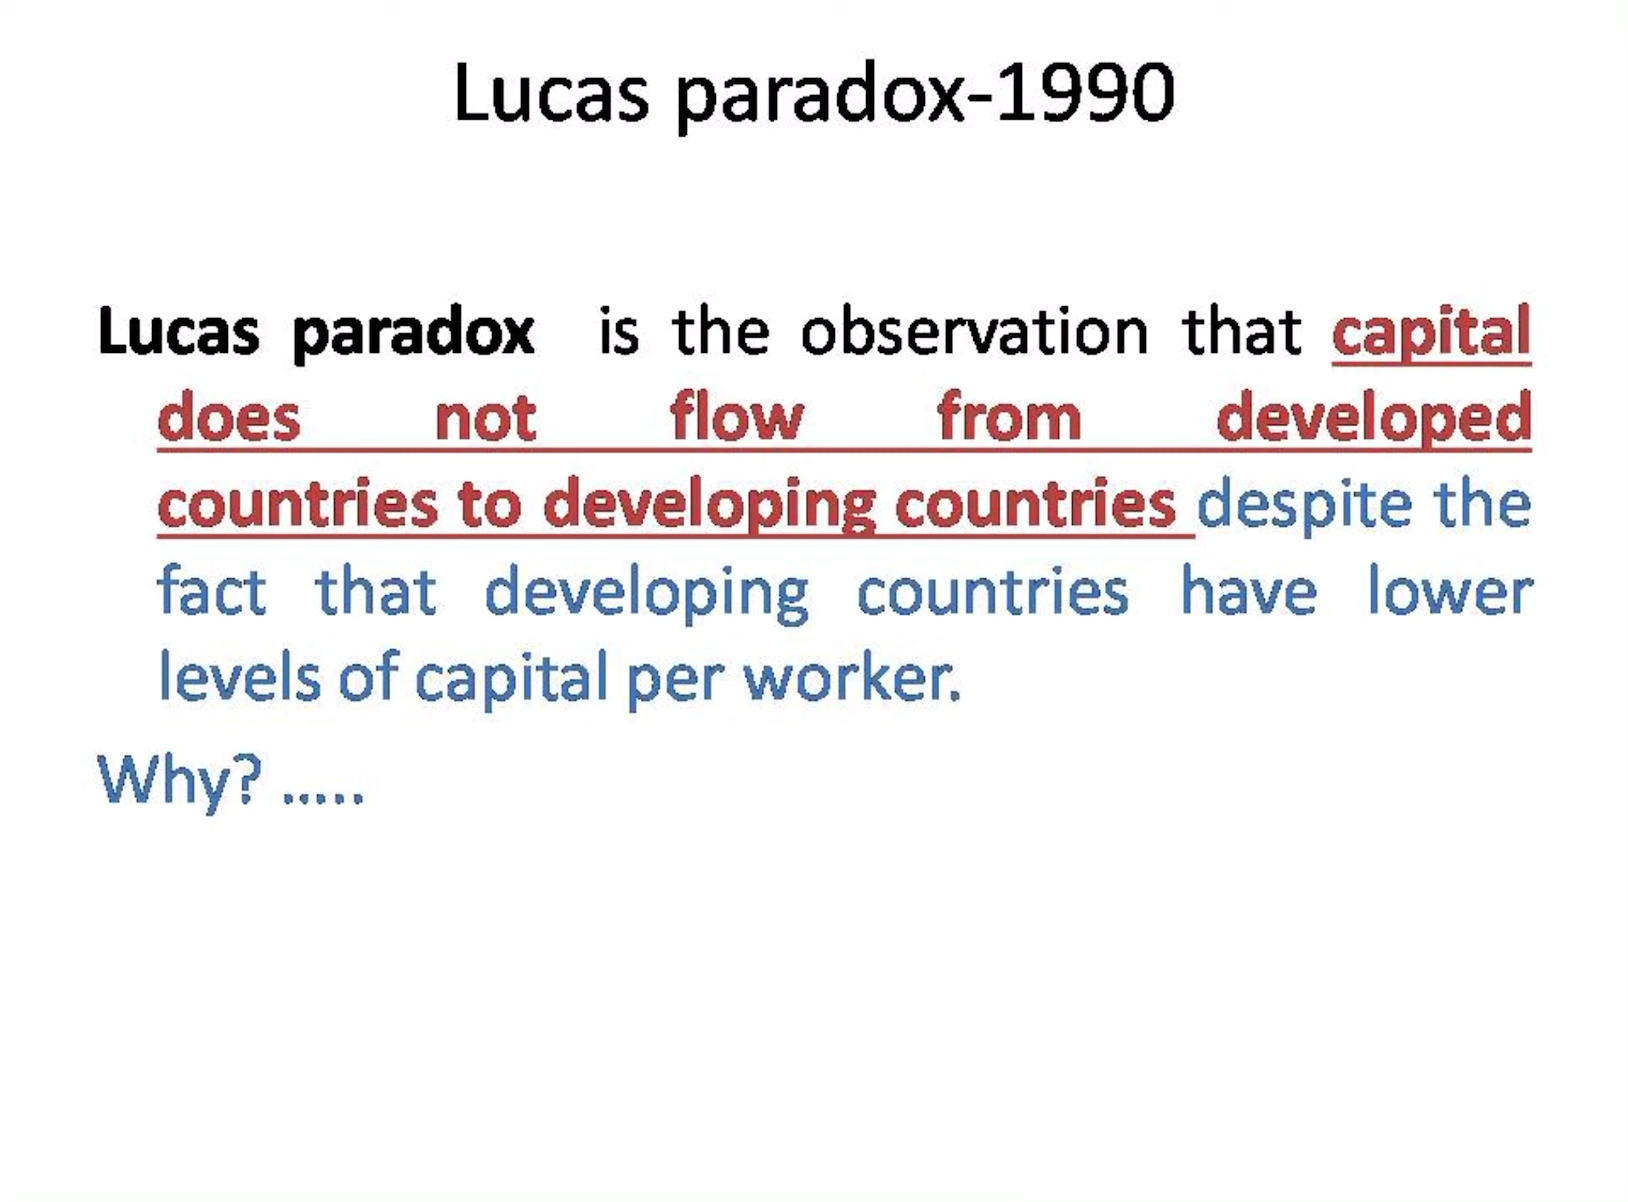 Lucas paradox-1990
Lucas paradox is the observation that capital
does not flow from developed
countries to developing countries despite the
fact that developing countries have lower
levels of capital per worker.
Why? .....